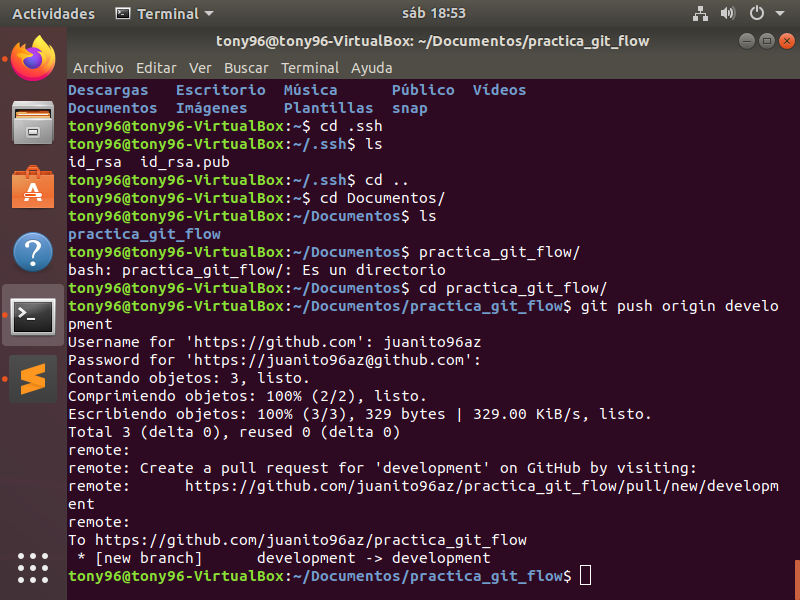 Actividades Terminal sáb 18:53
tony96@tony96-VirtualBox: ~/Documentos/practica_git_flow
Archivo Editar Ver Buscar Terminal Ayuda
Descargas Escritorio Música Público Vídeos
Documentos Imágenes Plantillas snap
tony96@tony96-VirtualBox:~$ cd .ssh
tony96@tony96-VirtualBox:~/.ssh$ ls
id_rsa id_rsa.pub
tony96@tony96-VirtualBox:~/.ssh$ cd ..
tony96@tony96-VirtualBox:~$ cd Documentos/
tony96@tony96-VirtualBox:~/Documentos$ ls
practica_git_flow
tony96@tony96-VirtualBox:~/Documentos$ practica_git_flow/
bash: practica_git_flow/: Es un directorio
tony96@tony96-VirtualBox:~/Documentos$ cd practica_git_flow/
tony96@tony96-VirtualBox:~/Documentos/practica_git_flow$ git push origin develo
pment
Username for 'https://github.com': juanito96az
Password for 'https://juanito96az@github.com':
Contando objetos: 3, listo.
Comprimiendo objetos: 100% (2/2), listo.
Escribiendo objetos: 100% (3/3), 329 bytes | 329.00 KiB/s, listo.
Total 3 (delta 0), reused 0 (delta 0)
remote:
remote: Create a pull request for 'development' on GitHub by visiting:
remote:      https://github.com/juanito96az/practica_git_flow/pull/new/developm
ent
remote:
To https://github.com/juanito96az/practica_git_flow
 * [new branch]      development -> development
tony96@tony96-VirtualBox:~/Documentos/practica_git_flow$